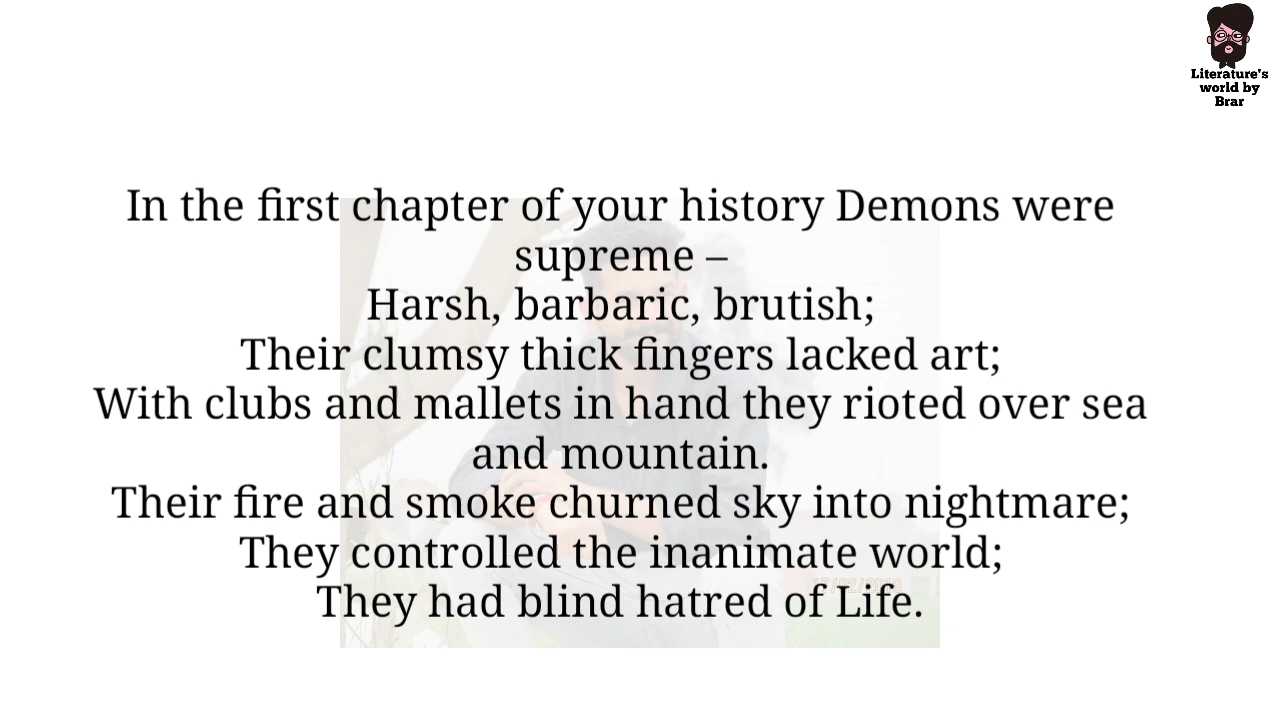 Literature's
world by
Brar
In the first chapter of your history Demons were
supreme –
Harsh, barbaric, brutish;
Their clumsy thick fingers lacked art;
With clubs and mallets in hand they rioted over sea
and mountain.
Their fire and smoke churned sky into nightmare;
They controlled the inanimate world;
They had blind hatred of Life.